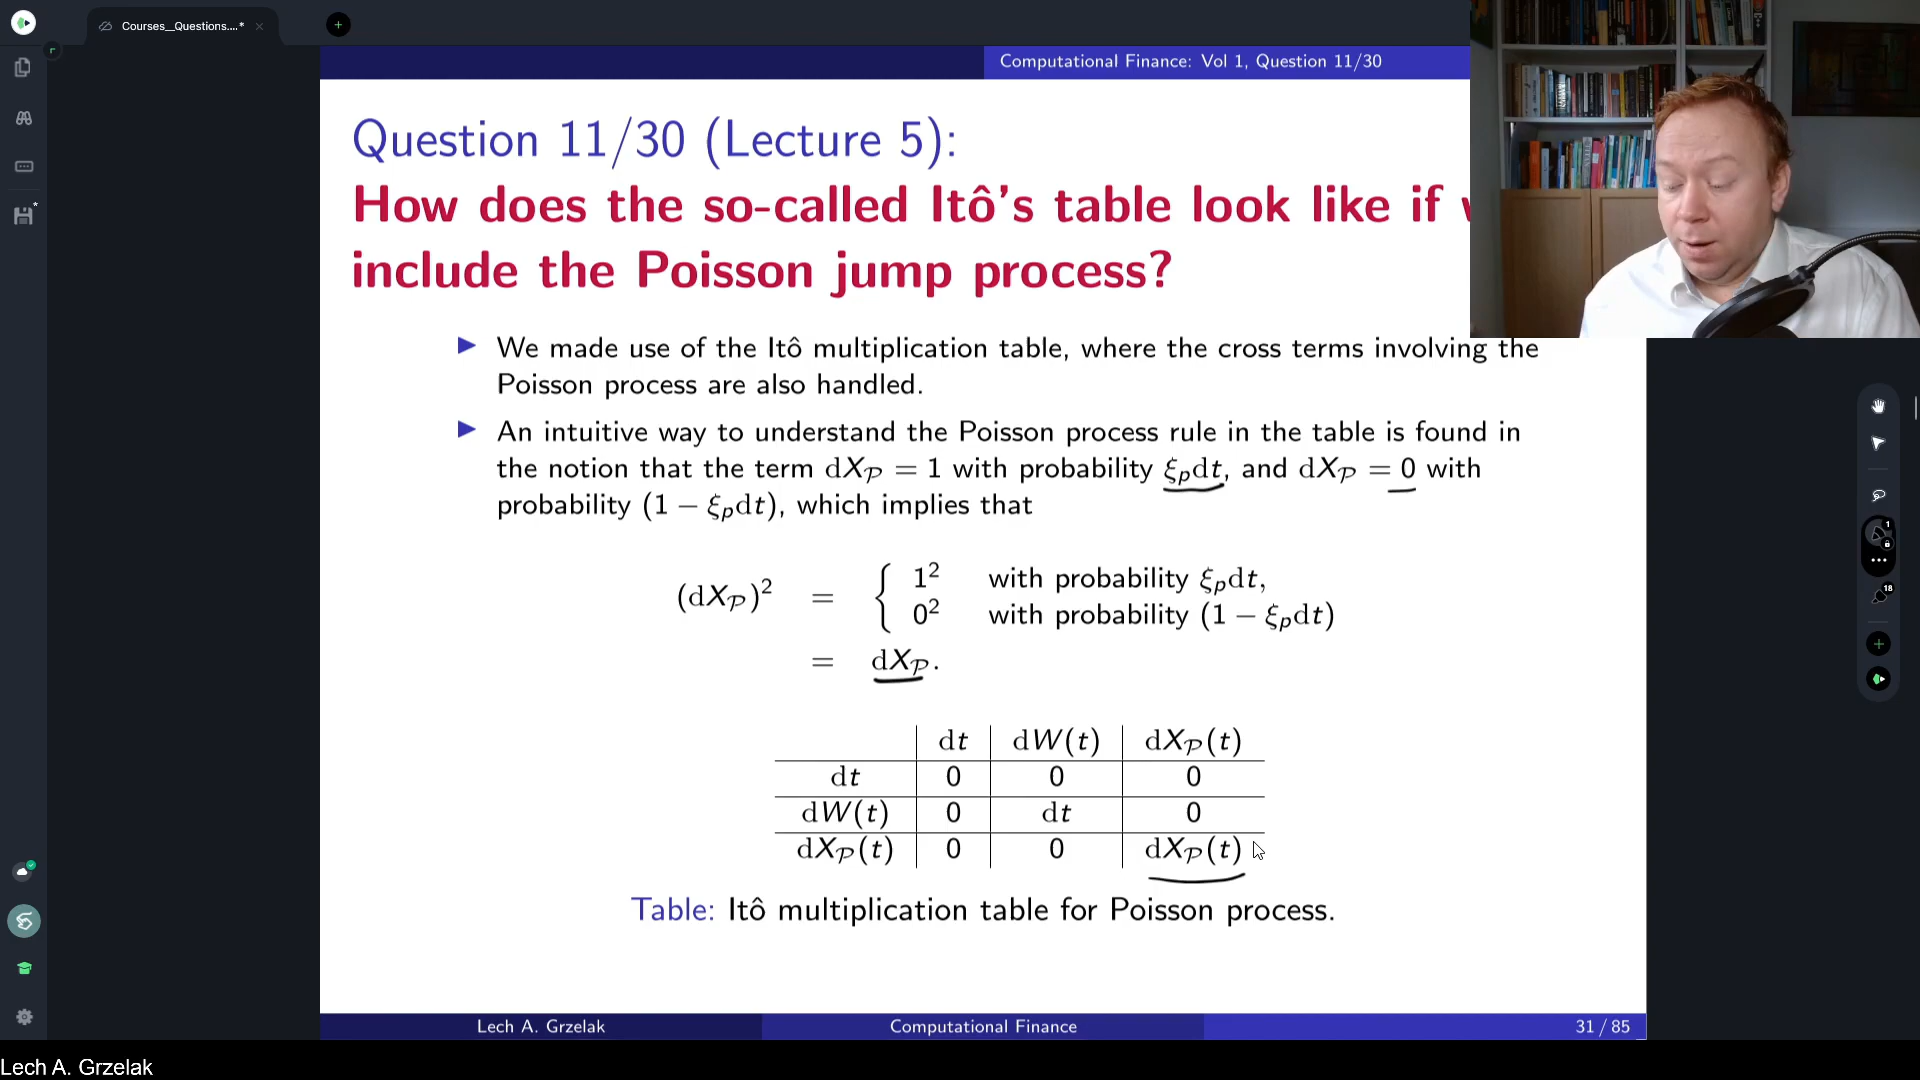 Courses__Questions....*
Computational Finance: Vol 1, Question 11/30
Question 11/30 (Lecture 5):
How does the so-called Itô's table look like if
include the Poisson jump process?
We made use of the Itô multiplication table, where the cross terms involving the
Poisson process are also handled.
An intuitive way to understand the Poisson process rule in the table is found in
the notion that the term dX𝒫 = 1 with probability ξₚdt, and dX𝒫 = 0 with
probability (1 − ξₚdt), which implies that
(dX𝒫)² = { 1² with probability ξₚdt,
0² with probability (1 − ξₚdt)
= dX𝒫.
dt dW(t) dX𝒫(t)
dt 0 0 0
dW(t) 0 dt 0
dX𝒫(t) 0 0 dX𝒫(t)
Table: Itô multiplication table for Poisson process.
Lech A. Grzelak Computational Finance 31 / 85
Lech A. Grzelak
1
18